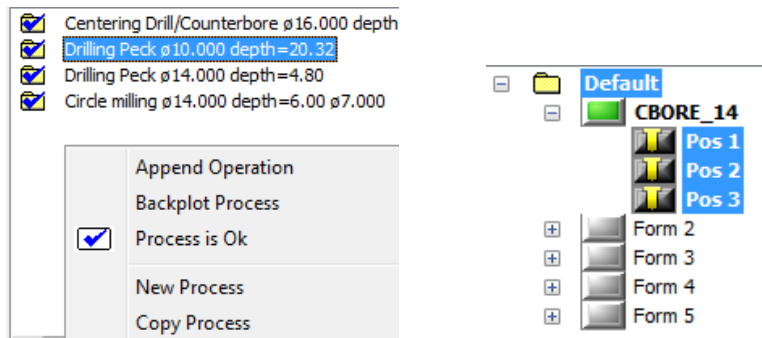 Centering Drill/Counterbore ø16.000 depth
Drilling Peck ø10.000 depth=20.32
Drilling Peck ø14.000 depth=4.80
Circle milling ø14.000 depth=6.00 ø7.000
Append Operation
Backplot Process
Process is Ok
New Process
Copy Process
Default
CBORE_14
Pos 1
Pos 2
Pos 3
Form 2
Form 3
Form 4
Form 5